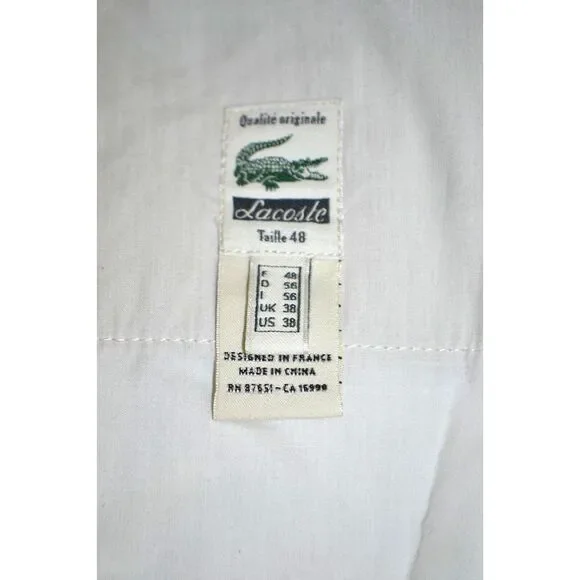 Qualité originale
Lacoste
Taille 48
F 48
D 56
I 56
UK 38
US 38
DESIGNED IN FRANCE
MADE IN CHINA
RN 87651-CA 16999